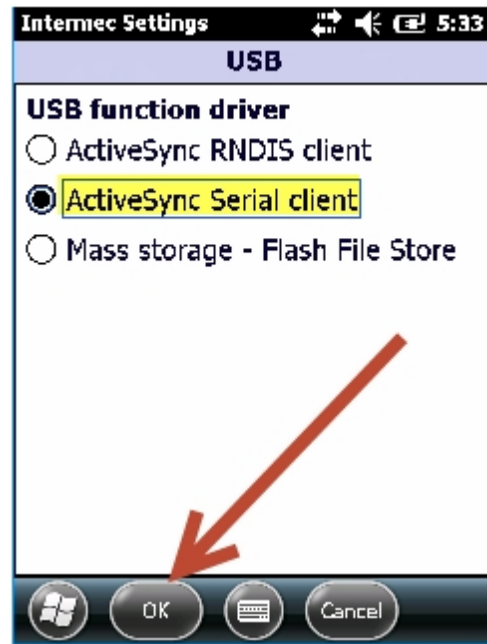 Intermec Settings 5:33
USB
USB function driver
ActiveSync RNDIS client
ActiveSync Serial client
Mass storage - Flash File Store
OK Cancel